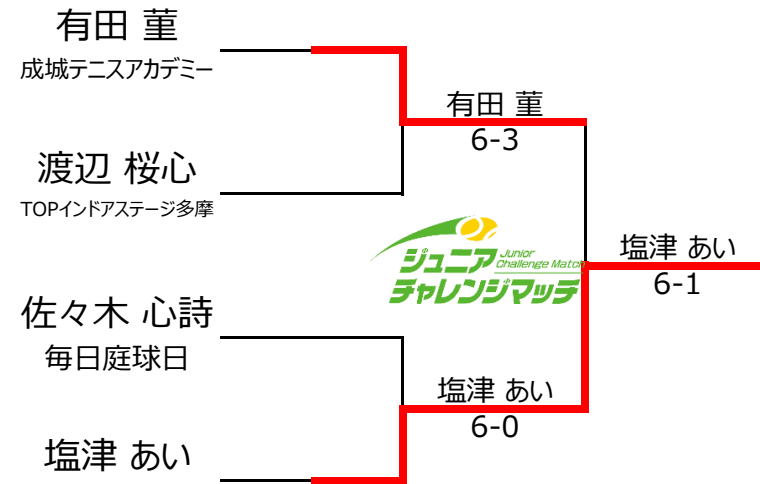 有田 菫
成城テニスアカデミー
有田 菫
6-3
渡辺 桜心
TOPインドアステージ多摩
ジュニア Junior Challenge Match
チャレンジマッチ
塩津 あい
6-1
佐々木 心詩
毎日庭球日
塩津 あい
6-0
塩津 あい